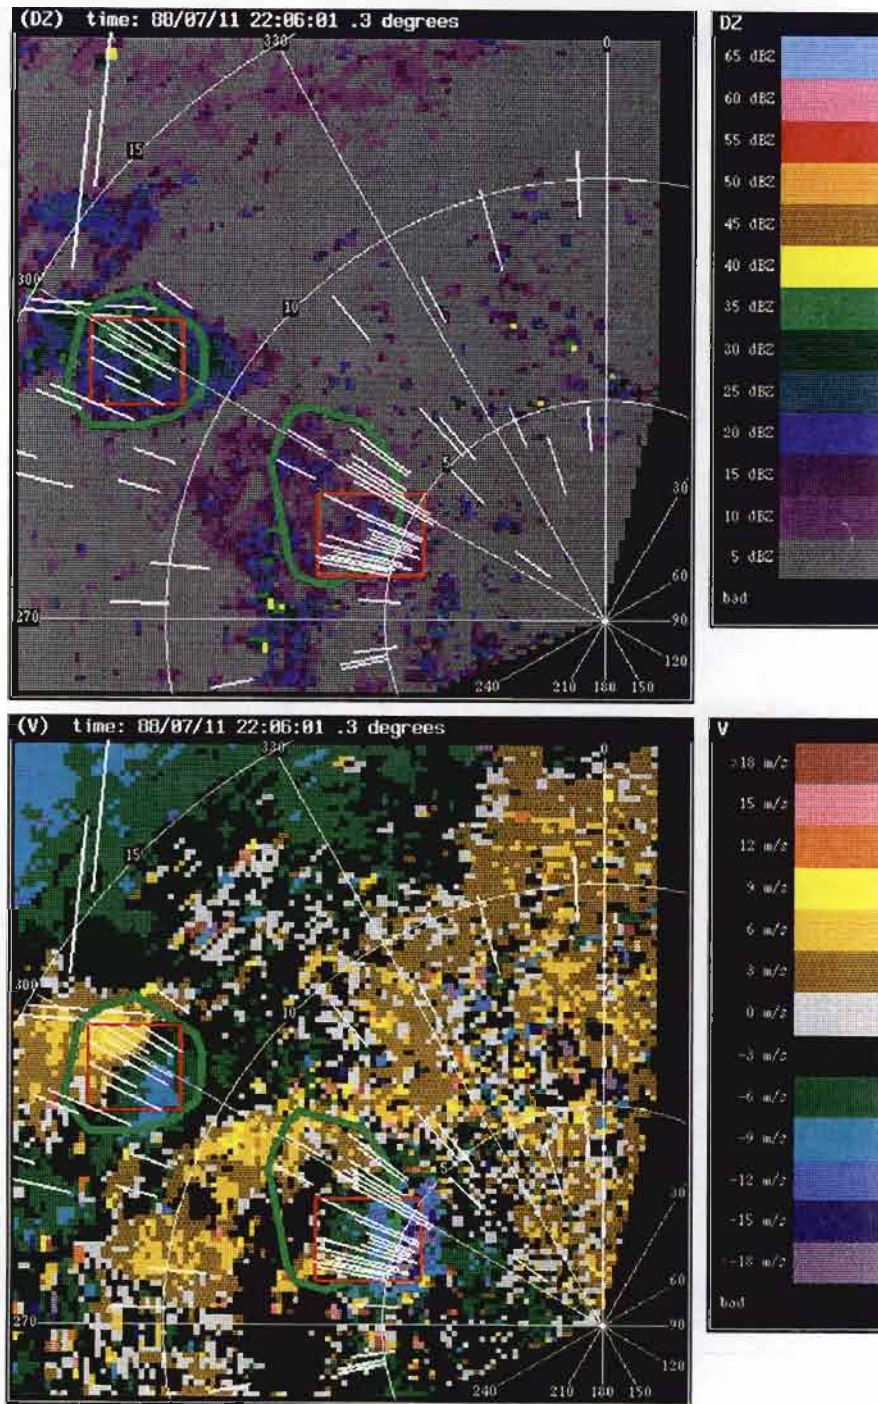 (DZ) time: 88/07/11 22:06:01 .3 degrees
330
0
15
300
10
5
30
60
270
90
120
240
210
180
150
DZ
65 dBZ
60 dBZ
55 dBZ
50 dBZ
45 dBZ
40 dBZ
35 dBZ
30 dBZ
25 dBZ
20 dBZ
15 dBZ
10 dBZ
5 dBZ
bad
(V) time: 88/07/11 22:06:01 .3 degrees
330
0
15
300
10
5
30
60
270
90
120
240
210
180
150
V
>18 m/s
15 m/s
12 m/s
9 m/s
6 m/s
3 m/s
0 m/s
-3 m/s
-6 m/s
-9 m/s
-12 m/s
-15 m/s
<-18 m/s
bad